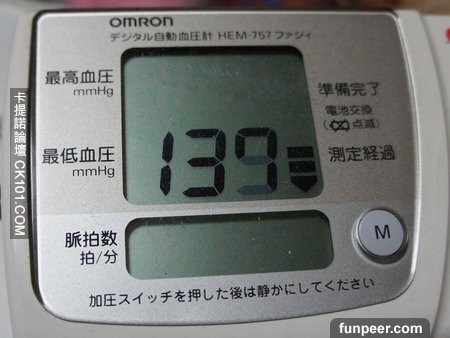 OMRON
デジタル自動血圧計 HEM-757 ファジィ
最高血圧
mmHg
準備完了
電池交換
(点滅)
最低血圧
mmHg
139
測定経過
脈拍数
拍/分
M
加圧スイッチを押した後は静かにしてください
卡提諾論壇 CK101.COM
funpeer.com